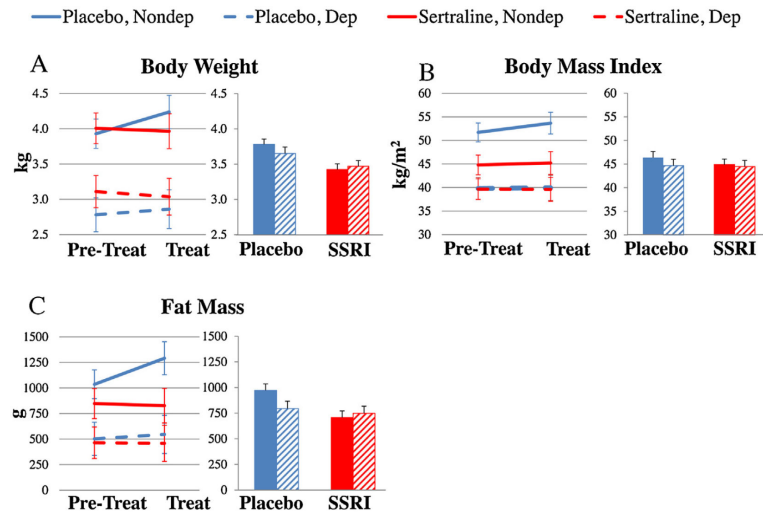 Placebo, Nondep Placebo, Dep Sertraline, Nondep Sertraline, Dep
A Body Weight
B Body Mass Index
4.5 4.5
4.0 4.0
3.5 3.5
3.0 3.0
2.5 2.5
kg
Pre-Treat Treat Placebo SSRI
60 60
55 55
50 50
45 45
40 40
35 35
30 30
kg/m²
Pre-Treat Treat Placebo SSRI
C Fat Mass
1500 1500
1250 1250
1000 1000
750 750
500 500
250 250
0 0
g
Pre-Treat Treat Placebo SSRI